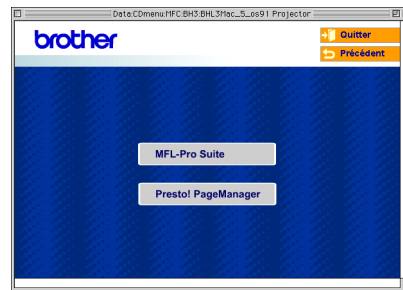 Data:CDmenu:MFC:BH3:BHL3Mac_5_os91 Projector
brother
Quitter
Précédent
MFL-Pro Suite
Presto! PageManager